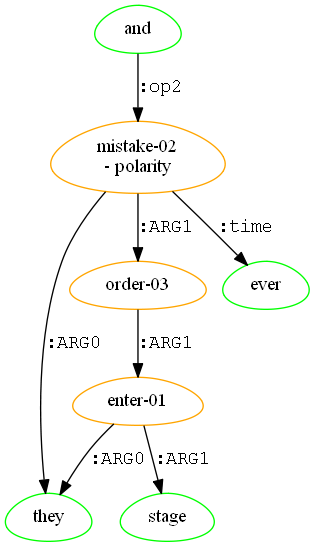 and
:op2
mistake-02
- polarity
:ARG1
:time
order-03
ever
:ARG0
:ARG1
enter-01
:ARG0
:ARG1
they
stage